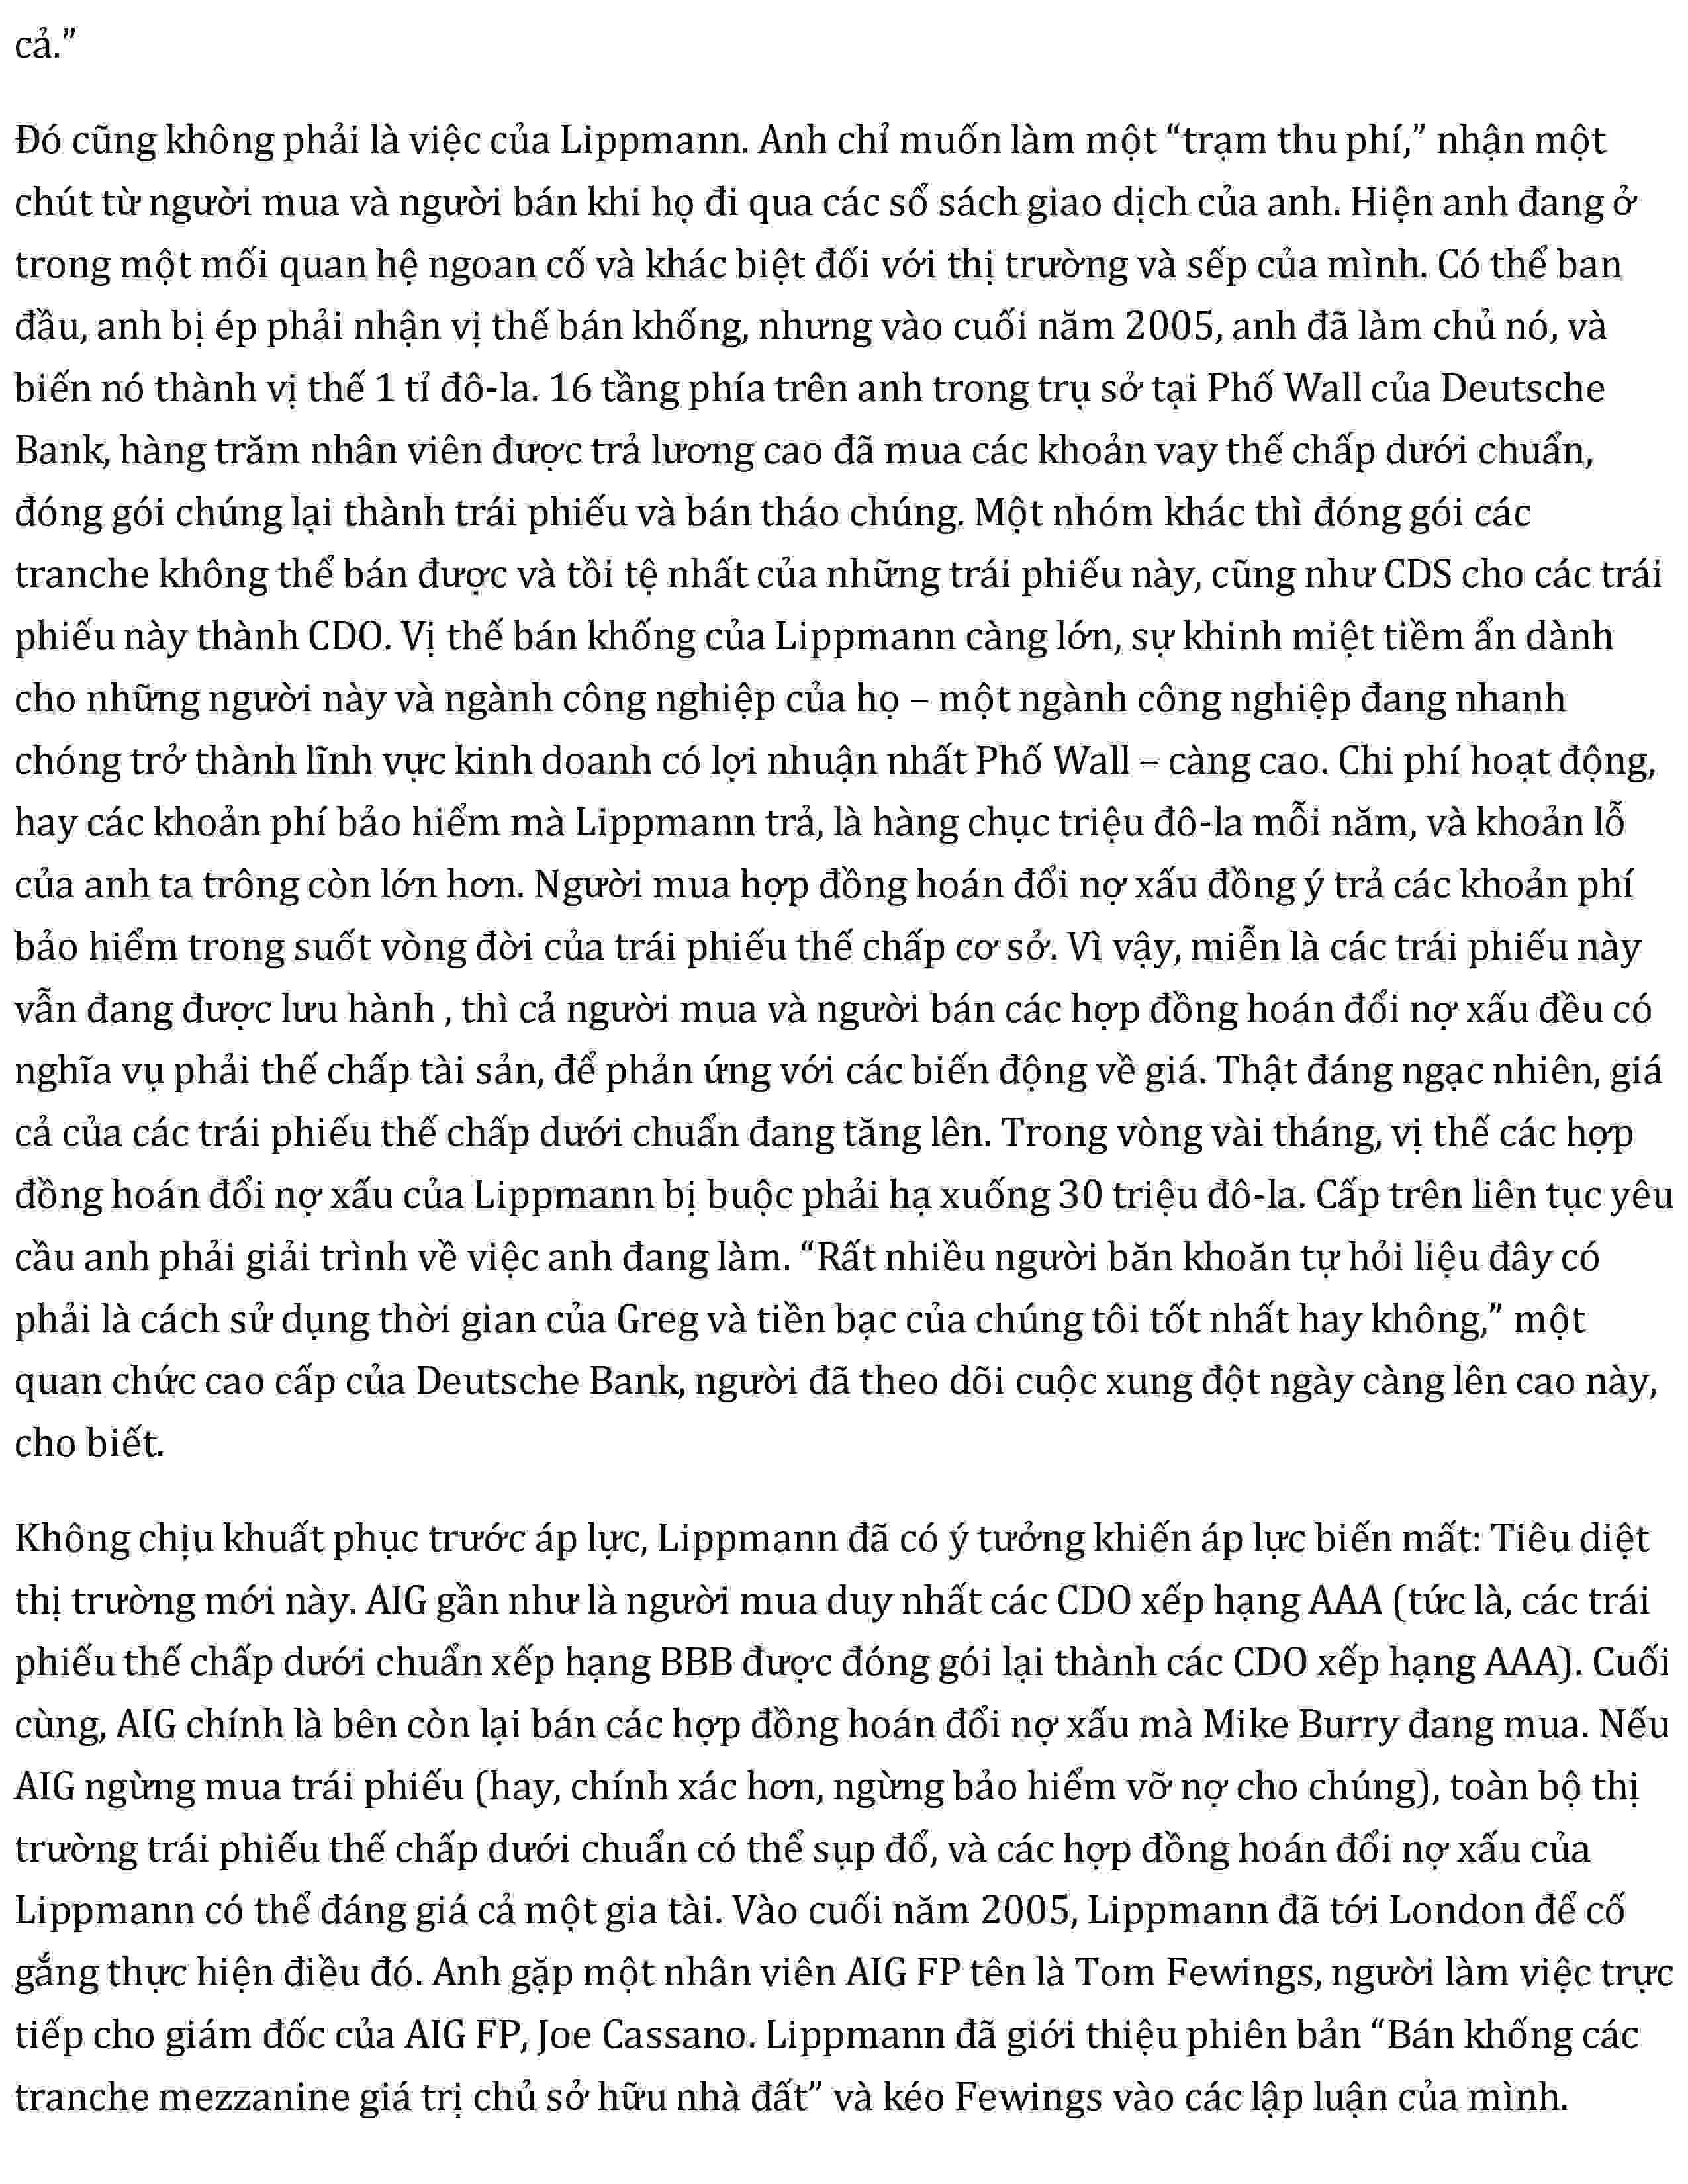 cả.”
Đó cũng không phải là việc của Lippmann. Anh chỉ muốn làm một “trạm thu phí,” nhận một
chút từ người mua và người bán khi họ đi qua các sổ sách giao dịch của anh. Hiện anh đang ở
trong một mối quan hệ ngoan cố và khác biệt đối với thị trường và sếp của mình. Có thể ban
đầu, anh bị ép phải nhận vị thế bán khống, nhưng vào cuối năm 2005, anh đã làm chủ nó, và
biến nó thành vị thế 1 tỉ đô-la. 16 tầng phía trên anh trong trụ sở tại Phố Wall của Deutsche
Bank, hàng trăm nhân viên được trả lương cao đã mua các khoản vay thế chấp dưới chuẩn,
đóng gói chúng lại thành trái phiếu và bán tháo chúng. Một nhóm khác thì đóng gói các
tranche không thể bán được và tồi tệ nhất của những trái phiếu này, cũng như CDS cho các trái
phiếu này thành CDO. Vị thế bán khống của Lippmann càng lớn, sự khinh miệt tiềm ẩn dành
cho những người này và ngành công nghiệp của họ – một ngành công nghiệp đang nhanh
chóng trở thành lĩnh vực kinh doanh có lợi nhuận nhất Phố Wall – càng cao. Chi phí hoạt động,
hay các khoản phí bảo hiểm mà Lippmann trả, là hàng chục triệu đô-la mỗi năm, và khoản lỗ
của anh ta trông còn lớn hơn. Người mua hợp đồng hoán đổi nợ xấu đồng ý trả các khoản phí
bảo hiểm trong suốt vòng đời của trái phiếu thế chấp cơ sở. Vì vậy, miễn là các trái phiếu này
vẫn đang được lưu hành , thì cả người mua và người bán các hợp đồng hoán đổi nợ xấu đều có
nghĩa vụ phải thế chấp tài sản, để phản ứng với các biến động về giá. Thật đáng ngạc nhiên, giá
cả của các trái phiếu thế chấp dưới chuẩn đang tăng lên. Trong vòng vài tháng, vị thế các hợp
đồng hoán đổi nợ xấu của Lippmann bị buộc phải hạ xuống 30 triệu đô-la. Cấp trên liên tục yêu
cầu anh phải giải trình về việc anh đang làm. “Rất nhiều người băn khoăn tự hỏi liệu đây có
phải là cách sử dụng thời gian của Greg và tiền bạc của chúng tôi tốt nhất hay không,” một
quan chức cao cấp của Deutsche Bank, người đã theo dõi cuộc xung đột ngày càng lên cao này,
cho biết.
Không chịu khuất phục trước áp lực, Lippmann đã có ý tưởng khiến áp lực biến mất: Tiêu diệt
thị trường mới này. AIG gần như là người mua duy nhất các CDO xếp hạng AAA (tức là, các trái
phiếu thế chấp dưới chuẩn xếp hạng BBB được đóng gói lại thành các CDO xếp hạng AAA). Cuối
cùng, AIG chính là bên còn lại bán các hợp đồng hoán đổi nợ xấu mà Mike Burry đang mua. Nếu
AIG ngừng mua trái phiếu (hay, chính xác hơn, ngừng bảo hiểm vỡ nợ cho chúng), toàn bộ thị
trường trái phiếu thế chấp dưới chuẩn có thể sụp đổ, và các hợp đồng hoán đổi nợ xấu của
Lippmann có thể đáng giá cả một gia tài. Vào cuối năm 2005, Lippmann đã tới London để cố
gắng thực hiện điều đó. Anh gặp một nhân viên AIG FP tên là Tom Fewings, người làm việc trực
tiếp cho giám đốc của AIG FP, Joe Cassano. Lippmann đã giới thiệu phiên bản “Bán khống các
tranche mezzanine giá trị chủ sở hữu nhà đất” và kéo Fewings vào các lập luận của mình.